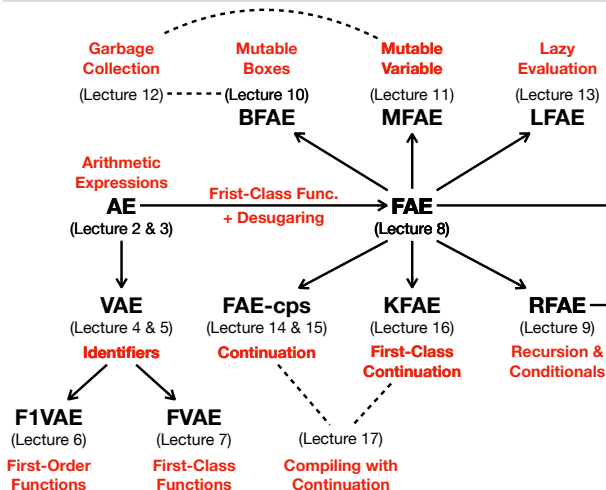 Garbage
Collection
(Lecture 12)
Mutable
Boxes
(Lecture 10)
BFAE
Mutable
Variable
(Lecture 11)
MFAE
Lazy
Evaluation
(Lecture 13)
LFAE
Arithmetic
Expressions
AE
(Lecture 2 & 3)
Frist-Class Func.
+ Desugaring
FAE
(Lecture 8)
VAE
(Lecture 4 & 5)
Identifiers
FAE-cps
(Lecture 14 & 15)
Continuation
KFAE
(Lecture 16)
First-Class
Continuation
RFAE
(Lecture 9)
Recursion &
Conditionals
F1VAE
(Lecture 6)
First-Order
Functions
FVAE
(Lecture 7)
First-Class
Functions
(Lecture 17)
Compiling with
Continuation